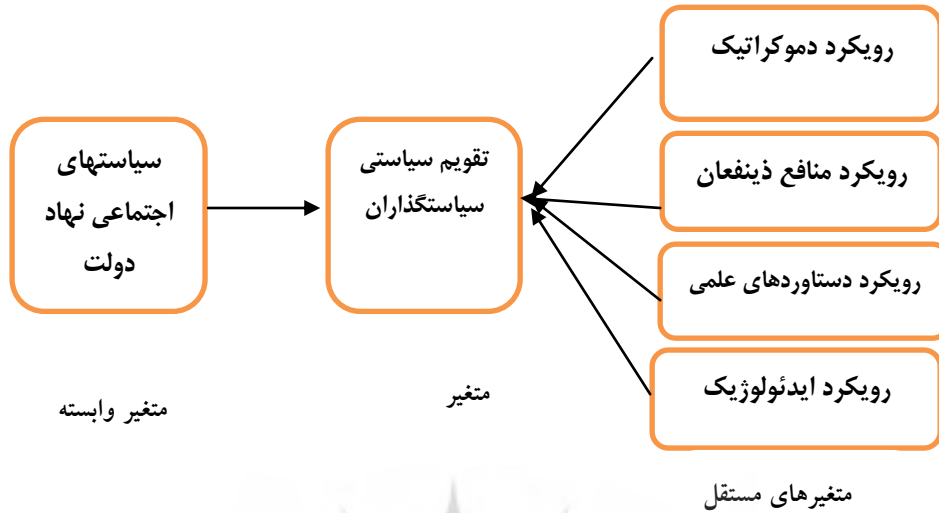 رویکرد دموکراتیک
رویکرد منافع ذینفعان
رویکرد دستاوردهای علمی
رویکرد ایدئولوژیک
متغیرهای مستقل
تقویم سیاستی
سیاستگذاران
متغیر
سیاستهای
اجتماعی نهاد
دولت
متغیر وابسته